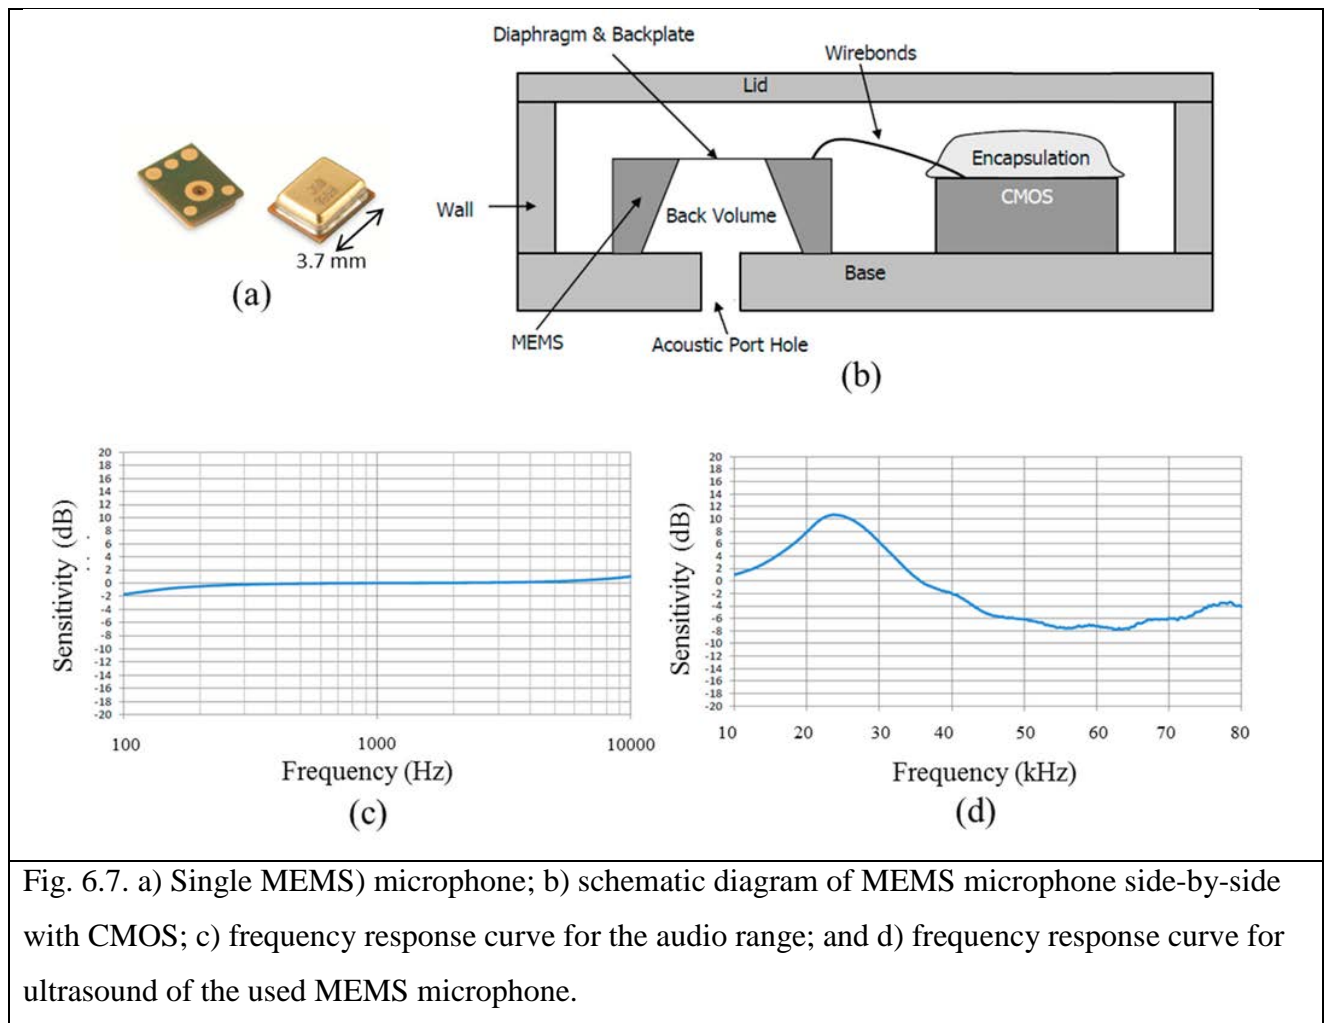 Diaphragm & Backplate
Wirebonds
Lid
Encapsulation
CMOS
Wall
Back Volume
3.7 mm
Base
(a)
MEMS
Acoustic Port Hole
(b)
20
18
16
14
12
10
8
6
4
2
0
-2
-4
-6
-8
-10
-12
-14
-16
-18
-20
Sensitivity (dB)
100
1000
10000
Frequency (Hz)
(c)
20
18
16
14
12
10
8
6
4
2
0
-2
-4
-6
-8
-10
-12
-14
-16
-18
-20
Sensitivity (dB)
10 20 30 40 50 60 70 80
Frequency (kHz)
(d)
Fig. 6.7. a) Single MEMS) microphone; b) schematic diagram of MEMS microphone side-by-side
with CMOS; c) frequency response curve for the audio range; and d) frequency response curve for
ultrasound of the used MEMS microphone.